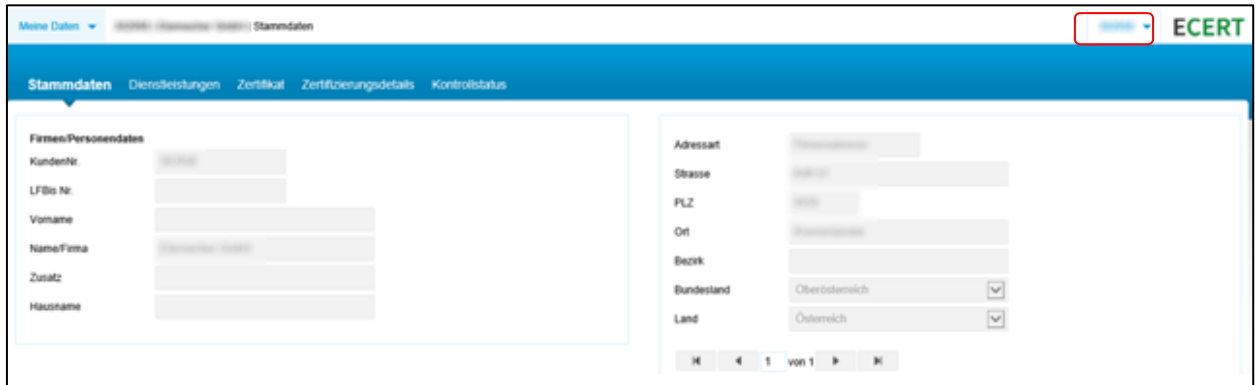 Meine Daten
Stammdaten
ECERT
Stammdaten Dienstleistungen Zertifikat Zertifizierungsdetails Kontrollstatus
Firmen/Personendaten
KundenNr.
LFBis Nr.
Vorname
Name/Firma
Zusatz
Hausname
Adressart
Strasse
PLZ
Ort
Bezirk
Bundesland Oberösterreich
Land Österreich
1 von 1